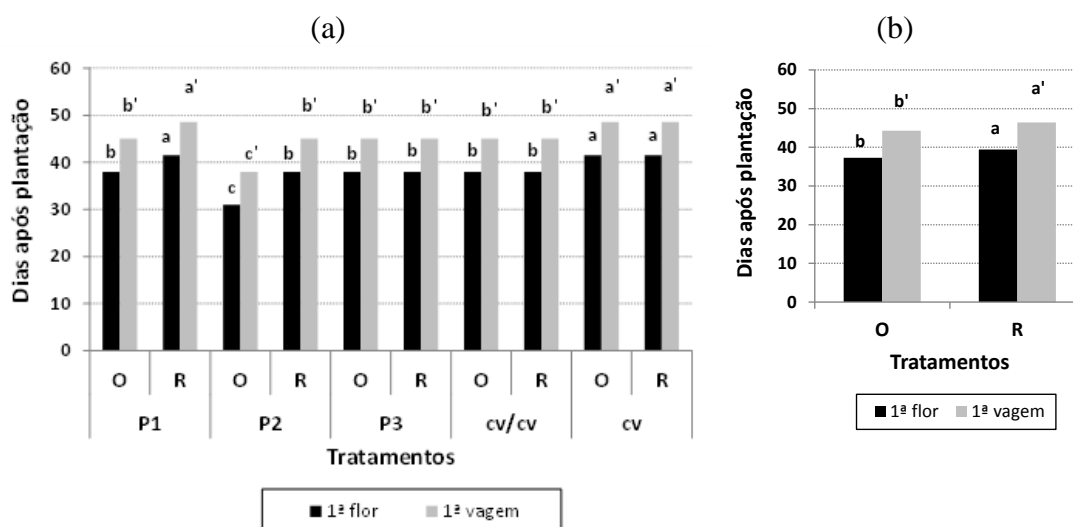 (a)
(b)
Dias após plantação
60
50
40
30
20
10
0
b b' a a' c c' b b' b b' b b' b b' b b' a a' a a'
O R O R O R O R O R
P1 P2 P3 cv/cv cv
Tratamentos
1ª flor 1ª vagem
Dias após plantação
60
50
40
30
20
10
0
b b' a a'
O R
Tratamentos
1ª flor 1ª vagem